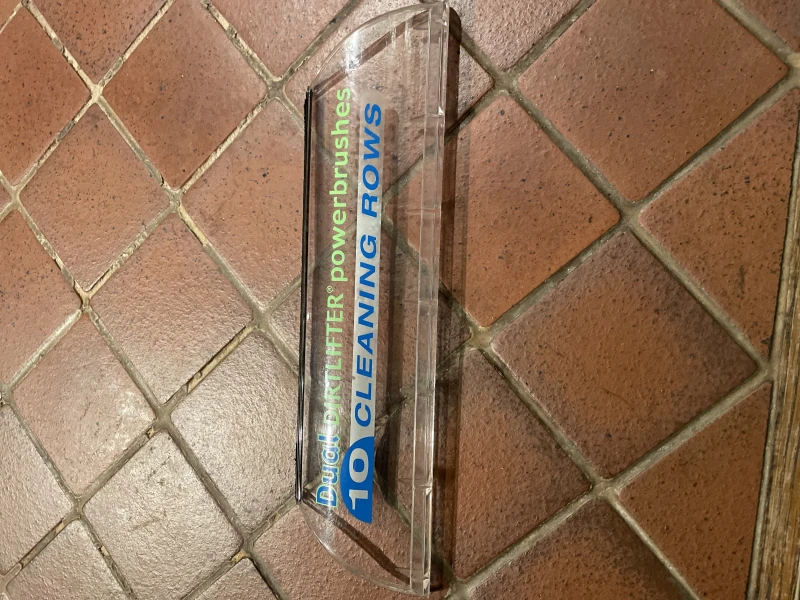 Dual DIRTLIFTER® powerbrushes
10 CLEANING ROWS